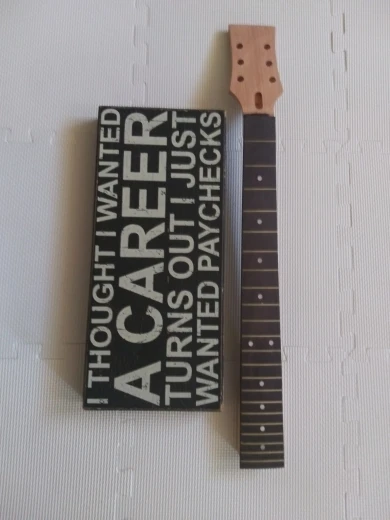 I THOUGHT I WANTED
A CAREER
TURNS OUT I JUST
WANTED PAYCHECKS